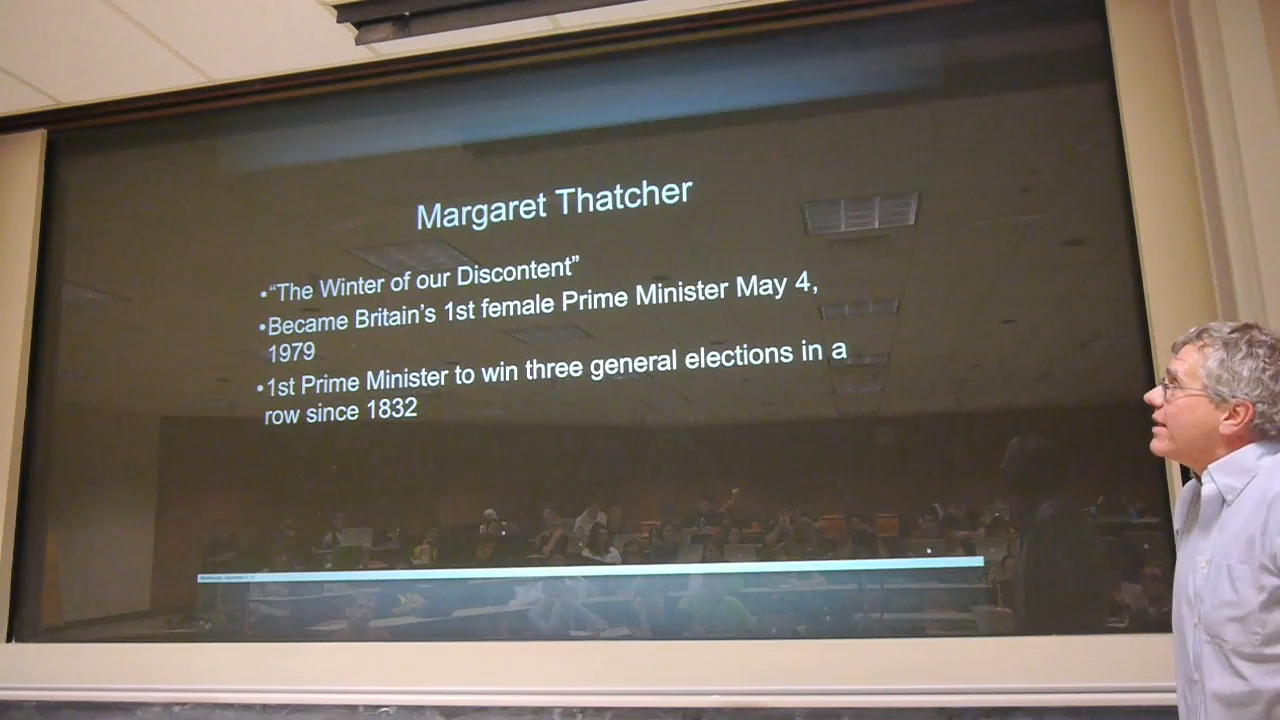 Margaret Thatcher
•“The Winter of our Discontent”
•Became Britain’s 1st female Prime Minister May 4,
1979
•1st Prime Minister to win three general elections in a
row since 1832